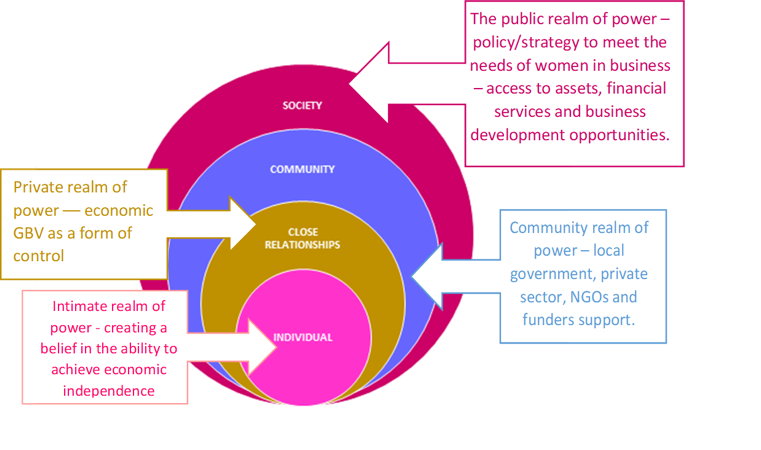 The public realm of power –
policy/strategy to meet the
needs of women in business
– access to assets, financial
services and business
development opportunities.
SOCIETY
COMMUNITY
Private realm of
power –– economic
GBV as a form of
control
CLOSE
RELATIONSHIPS
Community realm of
power – local
government, private
sector, NGOs and
funders support.
Intimate realm of
power - creating a
belief in the ability to
achieve economic
independence
INDIVIDUAL